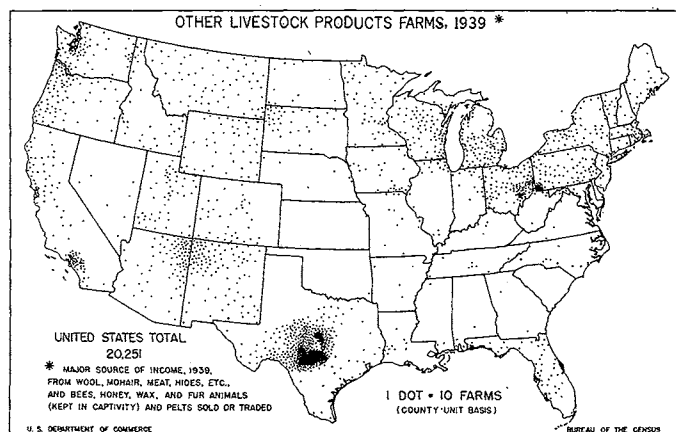 OTHER LIVESTOCK PRODUCTS FARMS, 1939 *
UNITED STATES TOTAL
20,251
* MAJOR SOURCE OF INCOME, 1939,
FROM WOOL, MOHAIR, MEAT, HIDES, ETC.,
AND BEES, HONEY, WAX, AND FUR ANIMALS
(KEPT IN CAPTIVITY) AND PELTS SOLD OR TRADED
1 DOT = 10 FARMS
(COUNTY-UNIT BASIS)
U. S. DEPARTMENT OF COMMERCE
BUREAU OF THE CENSUS